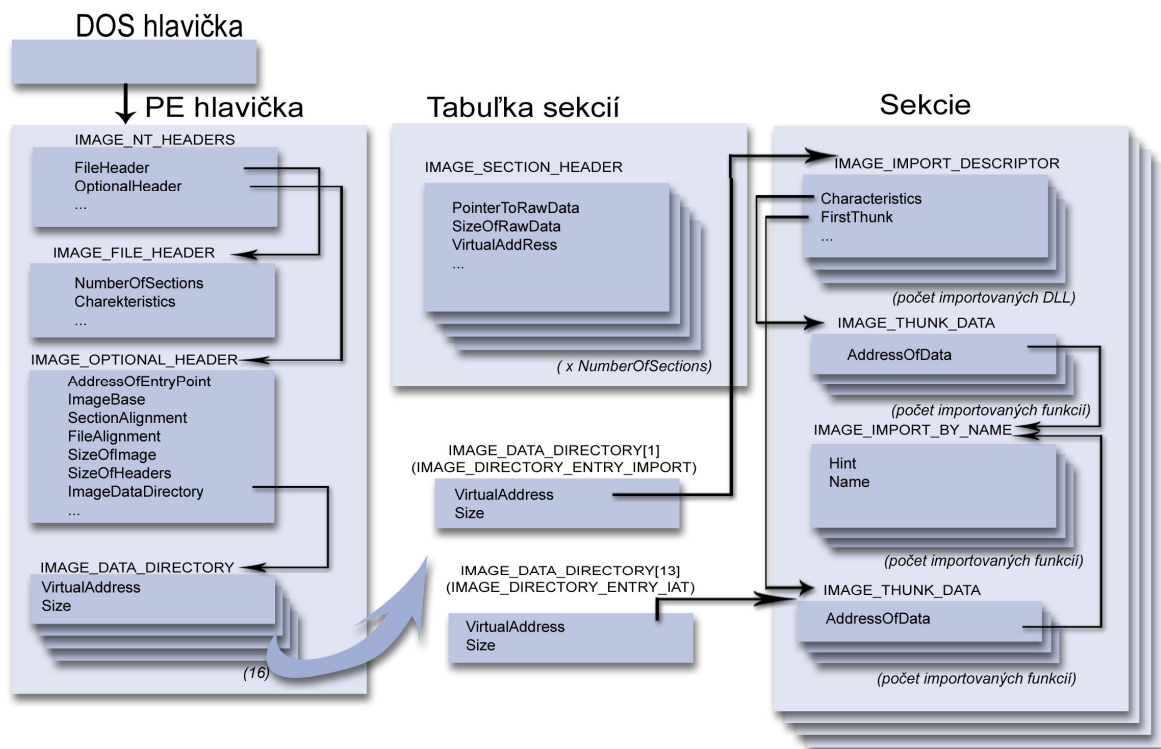 DOS hlavička
PE hlavička
IMAGE_NT_HEADERS
FileHeader
OptionalHeader
...
IMAGE_FILE_HEADER
NumberOfSections
Charekteristics
...
IMAGE_OPTIONAL_HEADER
AddressOfEntryPoint
ImageBase
SectionAlignment
FileAlignment
SizeOfImage
SizeOfHeaders
ImageDataDirectory
...
IMAGE_DATA_DIRECTORY
VirtualAddress
Size
(16)
Tabuľka sekcií
IMAGE_SECTION_HEADER
PointerToRawData
SizeOfRawData
VirtualAddRess
...
( x NumberOfSections)
IMAGE_DATA_DIRECTORY[1]
(IMAGE_DIRECTORY_ENTRY_IMPORT)
VirtualAddress
Size
IMAGE_DATA_DIRECTORY[13]
(IMAGE_DIRECTORY_ENTRY_IAT)
VirtualAddress
Size
Sekcie
IMAGE_IMPORT_DESCRIPTOR
Characteristics
FirstThunk
...
(počet importovaných DLL)
IMAGE_THUNK_DATA
AddressOfData
(počet importovaných funkcií)
IMAGE_IMPORT_BY_NAME
Hint
Name
(počet importovaných funkcií)
IMAGE_THUNK_DATA
AddressOfData
(počet importovaných funkcií)